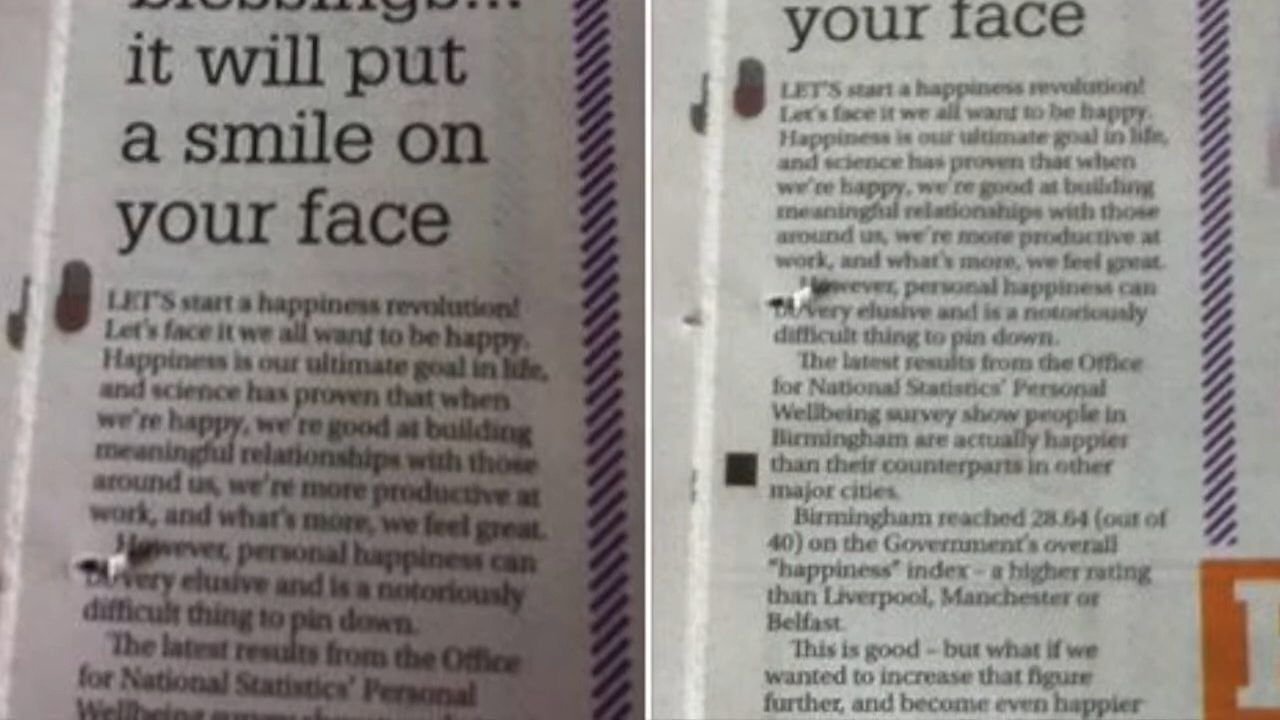 blessings...
it will put
a smile on
your face
LET'S start a happiness revolution!
Let's face it we all want to be happy.
Happiness is our ultimate goal in life,
and science has proven that when
we're happy, we're good at building
meaningful relationships with those
around us, we're more productive at
work, and what's more, we feel great.
However, personal happiness can
very elusive and is a notoriously
difficult thing to pin down.
The latest results from the Office
for National Statistics' Personal
Wellbeing survey
your face
LET'S start a happiness revolution!
Let's face it we all want to be happy.
Happiness is our ultimate goal in life,
and science has proven that when
we're happy, we're good at building
meaningful relationships with those
around us, we're more productive at
work, and what's more, we feel great.
However, personal happiness can
very elusive and is a notoriously
difficult thing to pin down.
The latest results from the Office
for National Statistics' Personal
Wellbeing survey show people in
Birmingham are actually happier
than their counterparts in other
major cities.
Birmingham reached 28.64 (out of
40) on the Government's overall
"happiness" index – a higher rating
than Liverpool, Manchester or
Belfast.
This is good – but what if we
wanted to increase that figure
further, and become even happier